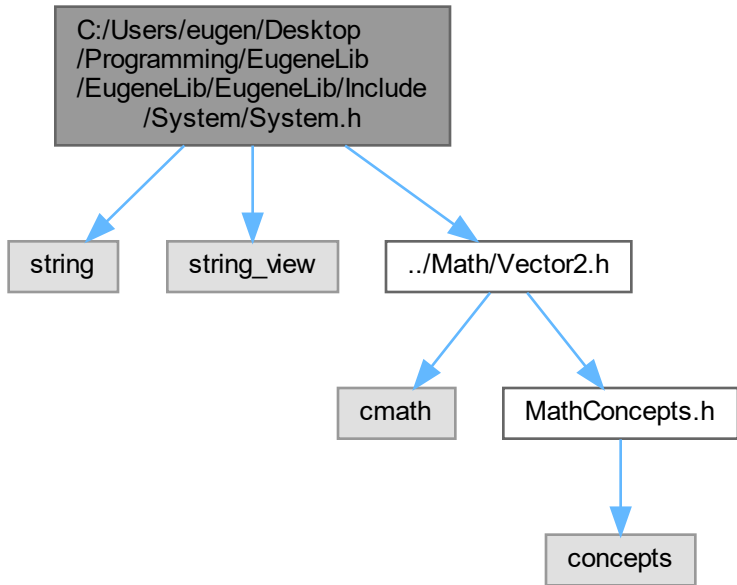 C:/Users/eugen/Desktop
/Programming/EugeneLib
/EugeneLib/EugeneLib/Include
/System/System.h
string
string_view
../Math/Vector2.h
cmath
MathConcepts.h
concepts